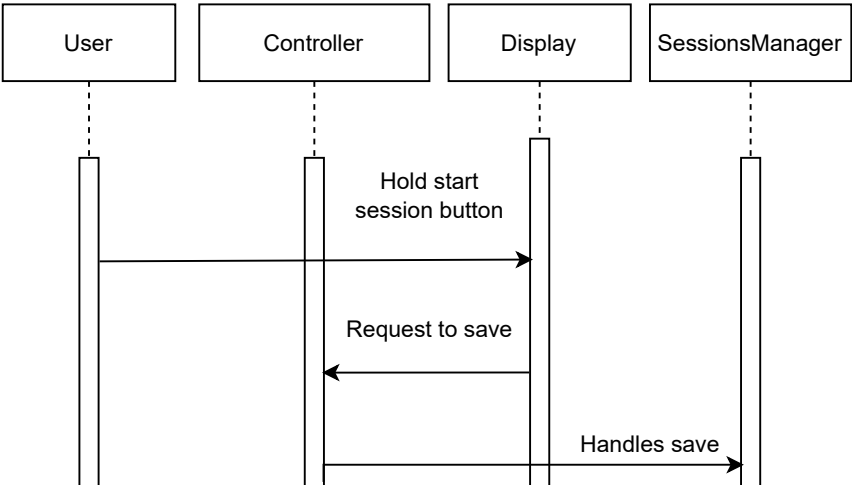 User
Controller
Display
SessionsManager
Hold start
session button
Request to save
Handles save